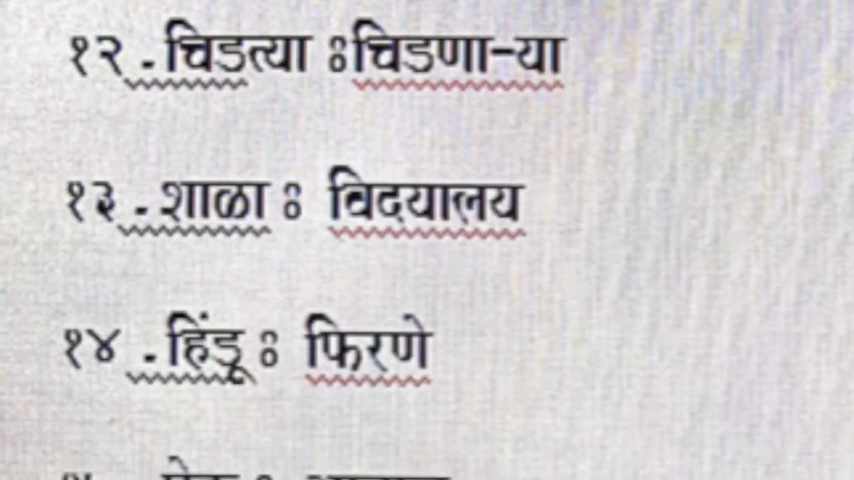 १२ . चिडत्या : चिडणा-या
१३ . शाळा : विदयालय
१४ . हिंडू : फिरणे